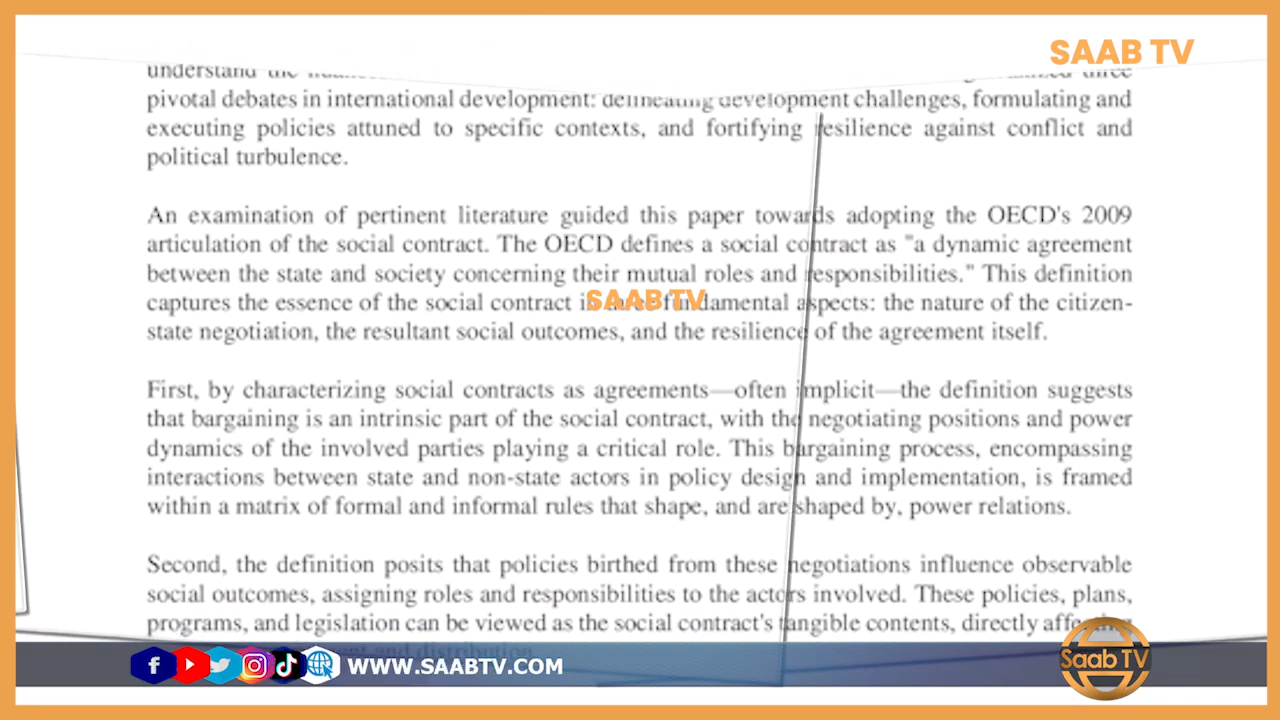 SAAB TV
understand the
three
pivotal debates in international development: delineating development challenges, formulating and
executing policies attuned to specific contexts, and fortifying resilience against conflict and
political turbulence.
An examination of pertinent literature guided this paper towards adopting the OECD's 2009
articulation of the social contract. The OECD defines a social contract as "a dynamic agreement
between the state and society concerning their mutual roles and responsibilities." This definition
captures the essence of the social contract in three fundamental aspects: the nature of the citizen-
SAAB TV
state negotiation, the resultant social outcomes, and the resilience of the agreement itself.
First, by characterizing social contracts as agreements—often implicit—the definition suggests
that bargaining is an intrinsic part of the social contract, with the negotiating positions and power
dynamics of the involved parties playing a critical role. This bargaining process, encompassing
interactions between state and non-state actors in policy design and implementation, is framed
within a matrix of formal and informal rules that shape, and are shaped by, power relations.
Second, the definition posits that policies birthed from these negotiations influence observable
social outcomes, assigning roles and responsibilities to the actors involved. These policies, plans,
programs, and legislation can be viewed as the social contract's tangible contents, directly
and distribution
WWW.SAABTV.COM
Saab TV